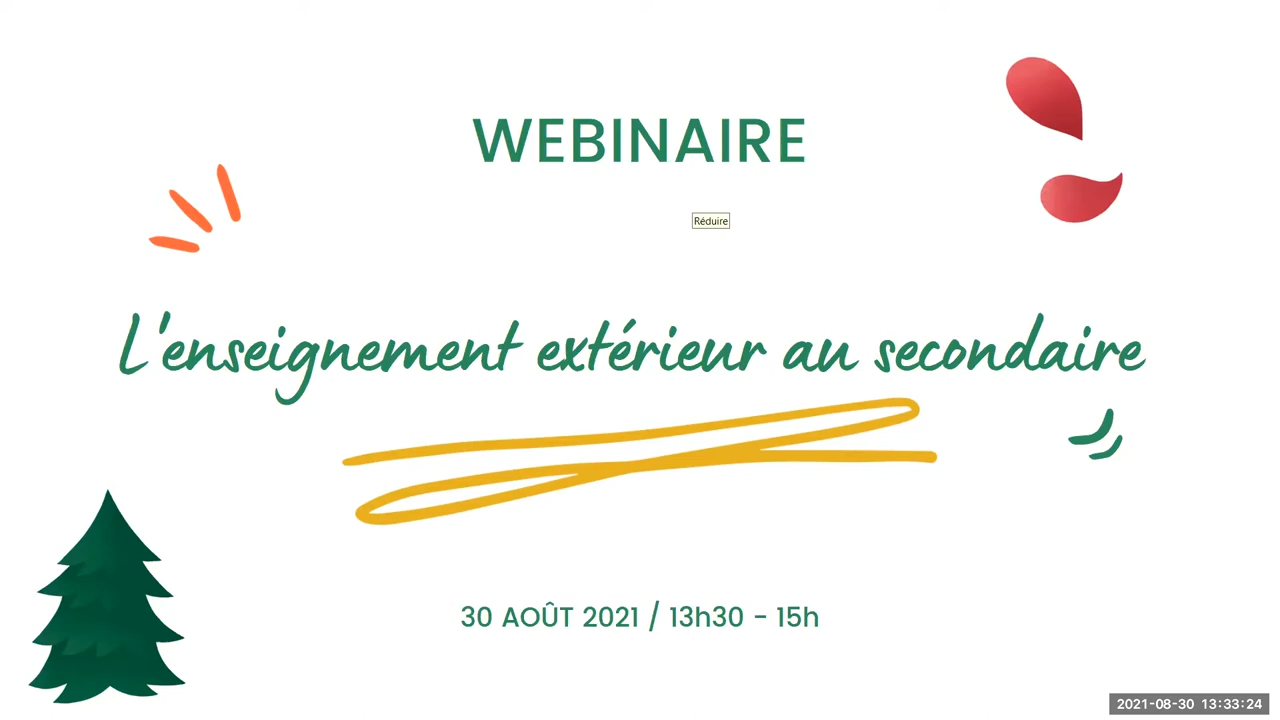 WEBINAIRE
Réduire
L'enseignement extérieur au secondaire
30 AOÛT 2021 / 13h30 - 15h
2021-08-30 13:33:24